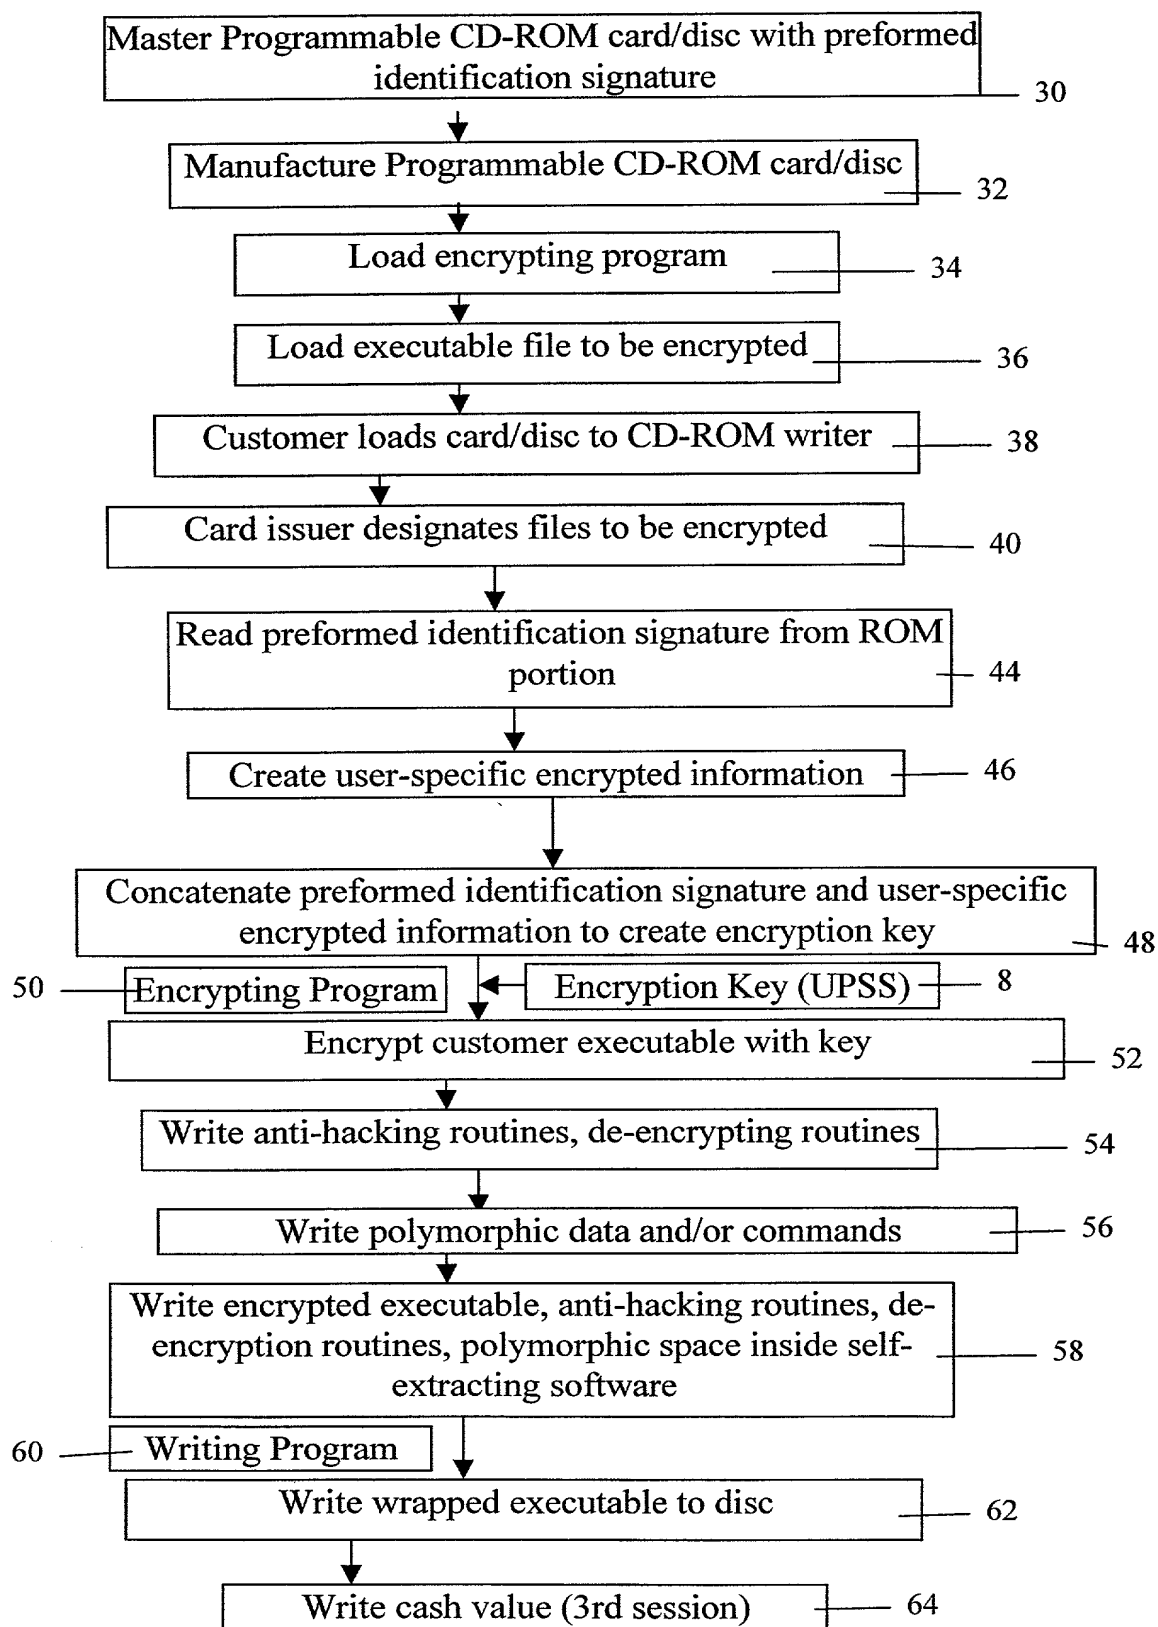 Master Programmable CD-ROM card/disc with preformed
identification signature
30
Manufacture Programmable CD-ROM card/disc
32
Load encrypting program
34
Load executable file to be encrypted
36
Customer loads card/disc to CD-ROM writer
38
Card issuer designates files to be encrypted
40
Read preformed identification signature from ROM
portion
44
Create user-specific encrypted information
46
Concatenate preformed identification signature and user-specific
encrypted information to create encryption key
48
50
Encrypting Program
Encryption Key (UPSS)
8
Encrypt customer executable with key
52
Write anti-hacking routines, de-encrypting routines
54
Write polymorphic data and/or commands
56
Write encrypted executable, anti-hacking routines, de-
encryption routines, polymorphic space inside self-
extracting software
58
60
Writing Program
Write wrapped executable to disc
62
Write cash value (3rd session)
64